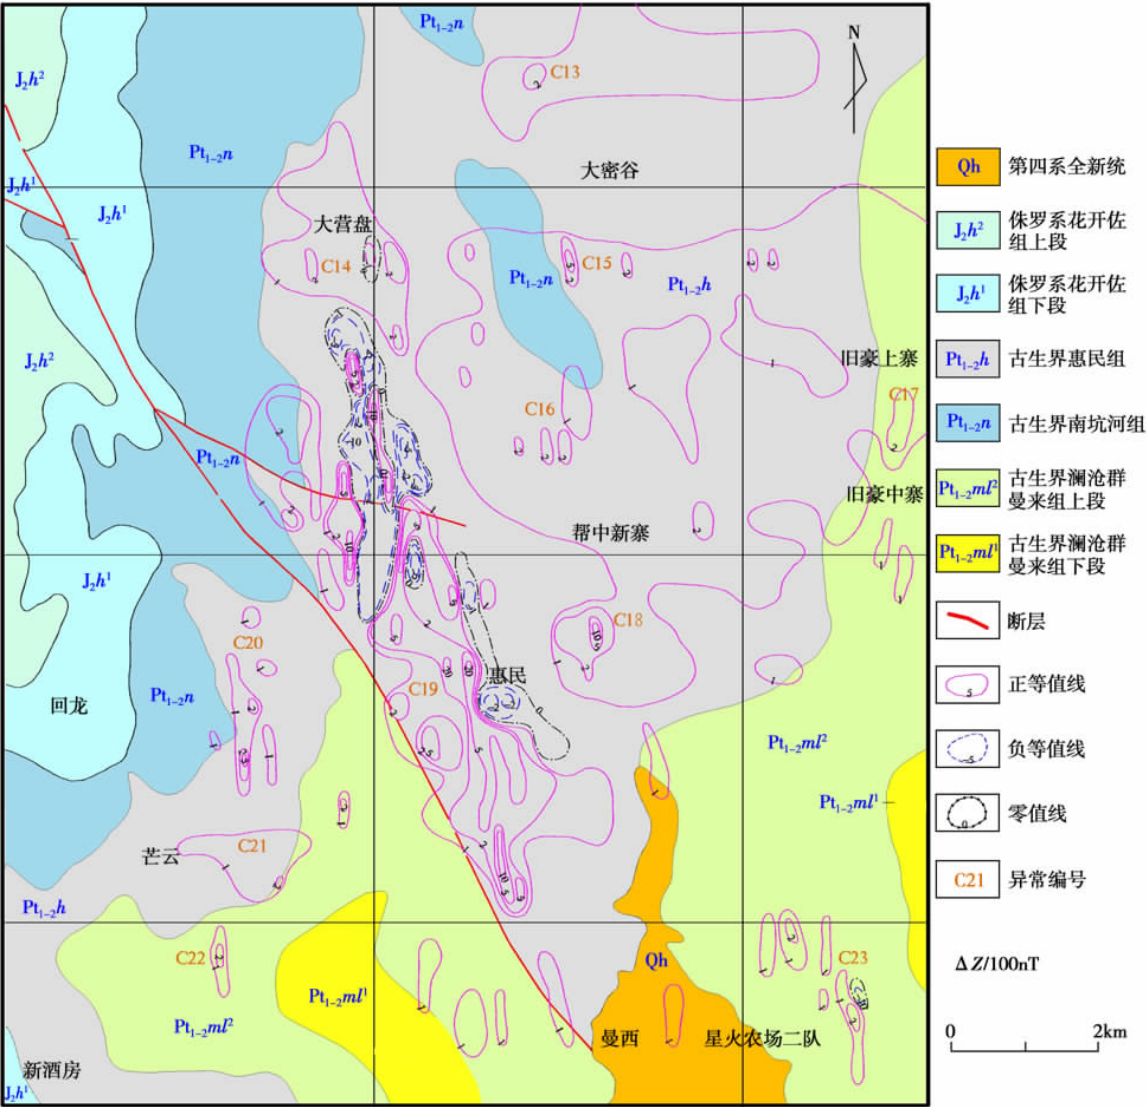 Pt₁₋₂n
J₂h²
C13
N
Pt₁₋₂n
大密谷
J₂h¹
J₂h¹
大营盘
C14
C15
Pt₁₋₂n
Pt₁₋₂h
J₂h²
旧豪上寨
C16
C17
Pt₁₋₂n
旧豪中寨
帮中新寨
J₂h¹
C18
C20
惠民
C19
Pt₁₋₂n
回龙
Pt₁₋₂ml²
Pt₁₋₂ml¹
芒云
C21
Pt₁₋₂h
C22
Qh
C23
Pt₁₋₂ml¹
Pt₁₋₂ml²
曼西
星火农场二队
新酒房
J₂h¹
Qh 第四系全新统
J₂h² 侏罗系花开佐
组上段
J₂h¹ 侏罗系花开佐
组下段
Pt₁₋₂h 古生界惠民组
Pt₁₋₂n 古生界南坑河组
Pt₁₋₂ml² 古生界澜沧群
曼来组上段
Pt₁₋₂ml¹ 古生界澜沧群
曼来组下段
断层
5 正等值线
-5 负等值线
0 零值线
C21 异常编号
ΔZ/100nT
0 2km